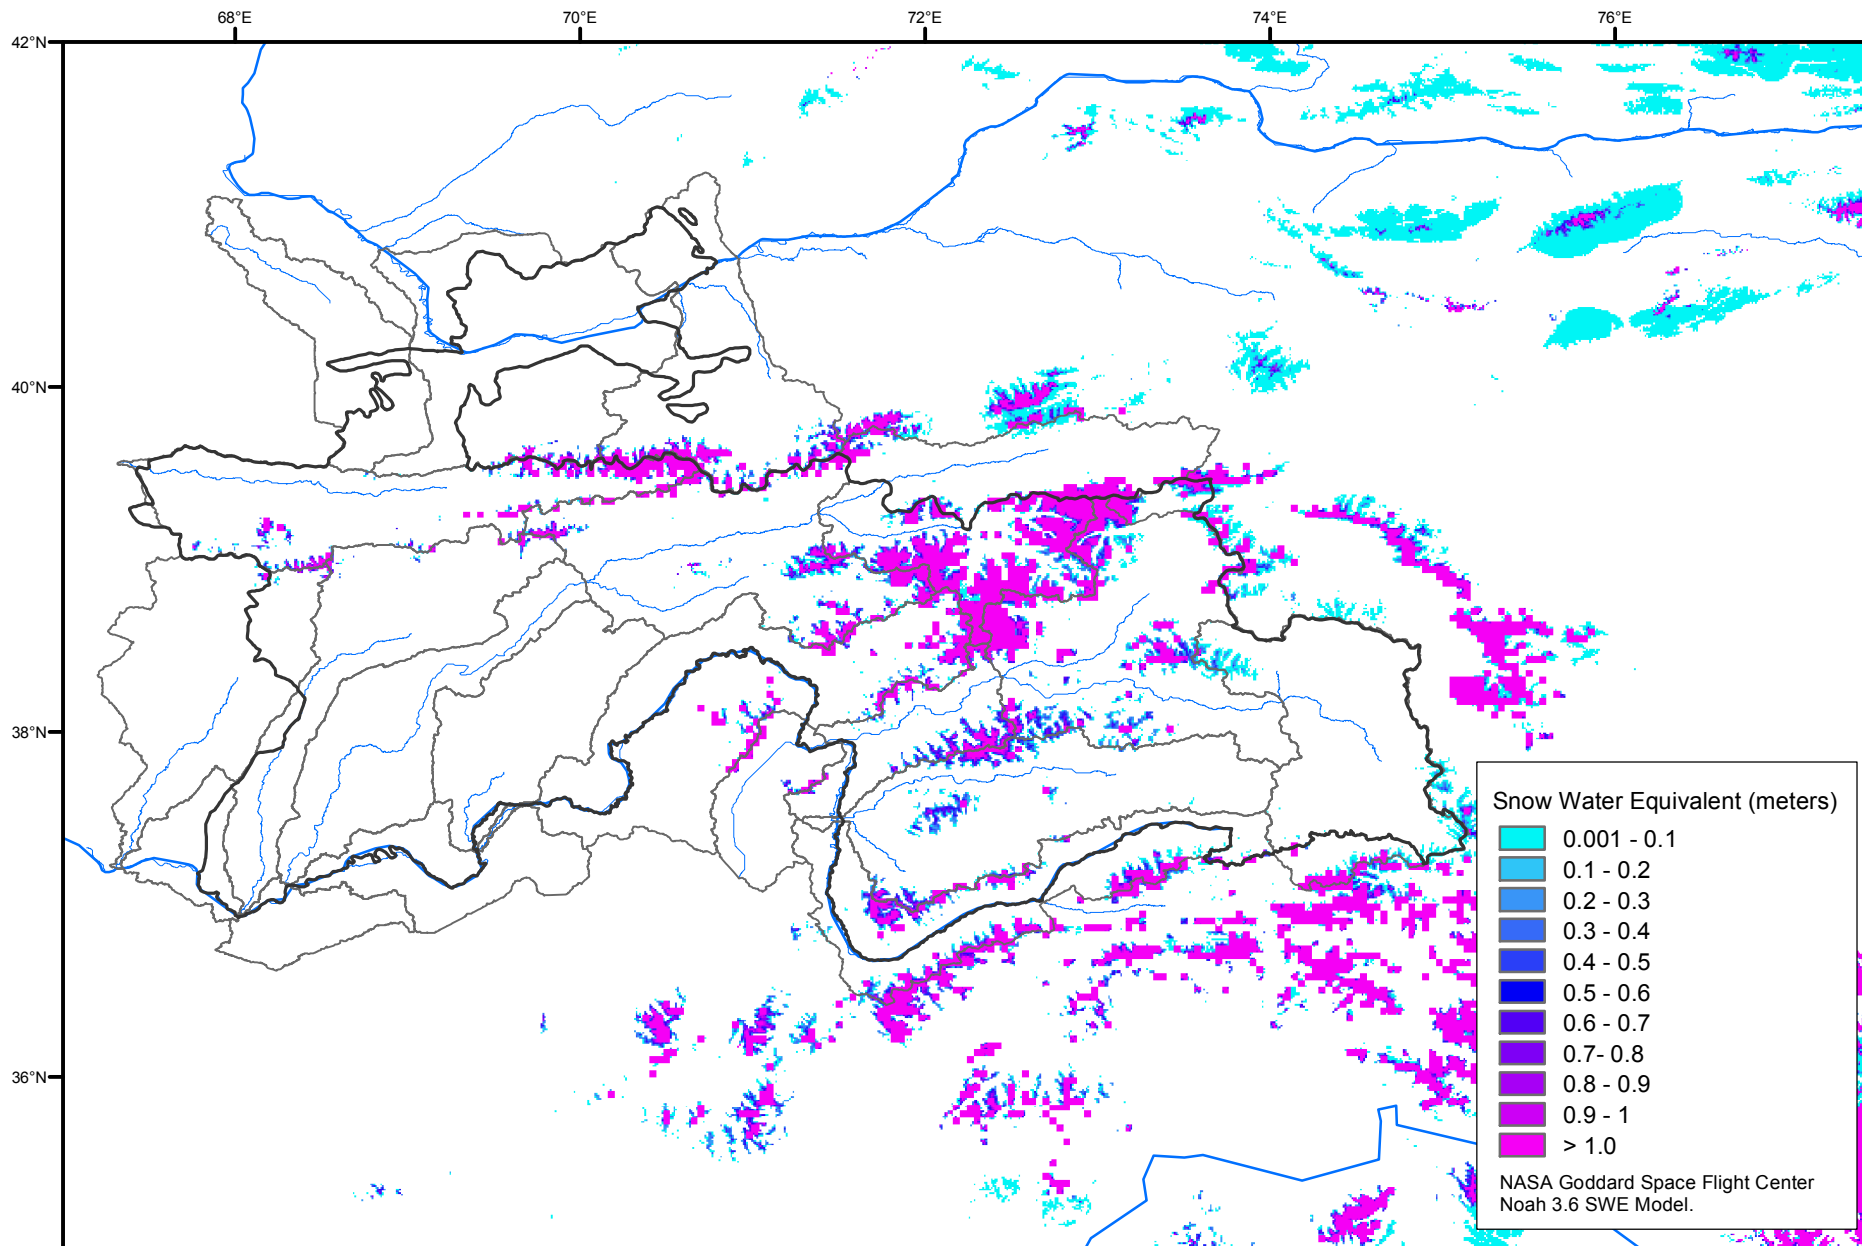 68°E
70°E
72°E
74°E
76°E
42°N
40°N
38°N
36°N
Snow Water Equivalent (meters)
0.001 - 0.1
0.1 - 0.2
0.2 - 0.3
0.3 - 0.4
0.4 - 0.5
0.5 - 0.6
0.6 - 0.7
0.7- 0.8
0.8 - 0.9
0.9 - 1
> 1.0
NASA Goddard Space Flight Center
Noah 3.6 SWE Model.